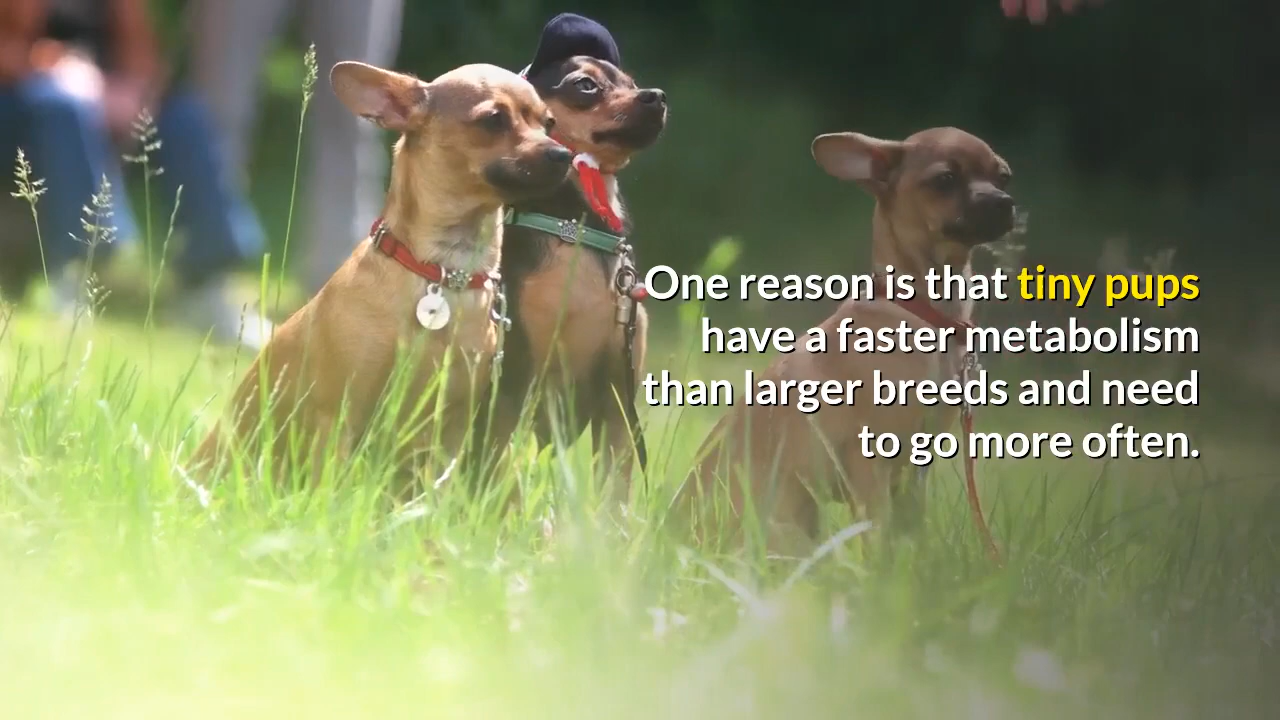 One reason is that tiny pups
have a faster metabolism
than larger breeds and need
to go more often.